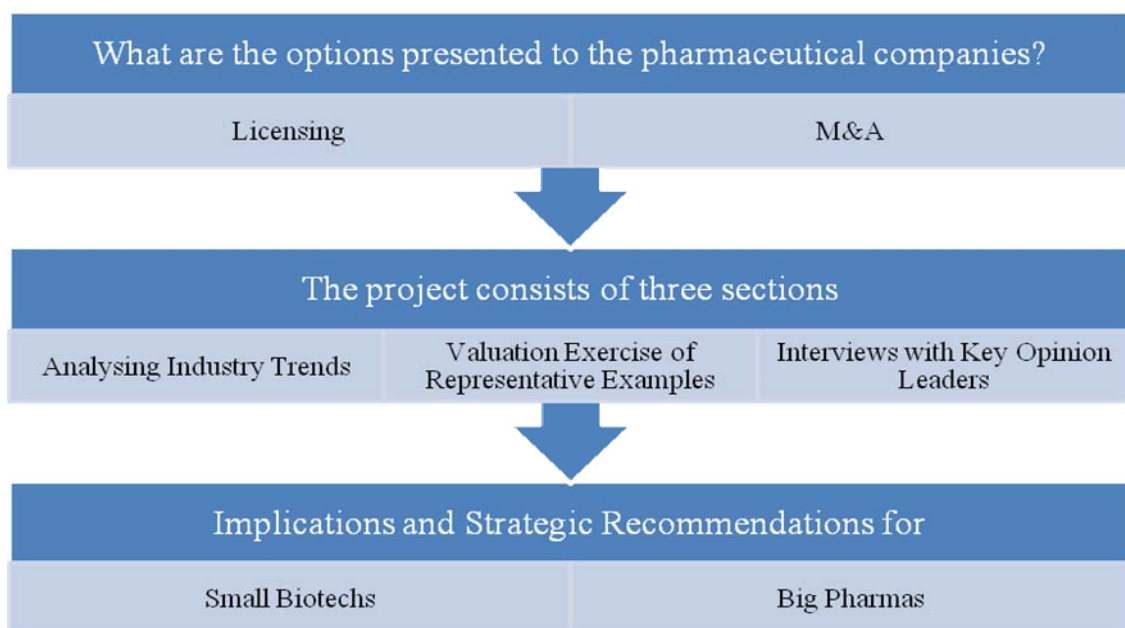 What are the options presented to the pharmaceutical companies?
Licensing
M&A
The project consists of three sections
Analysing Industry Trends
Valuation Exercise of
Representative Examples
Interviews with Key Opinion
Leaders
Implications and Strategic Recommendations for
Small Biotechs
Big Pharmas